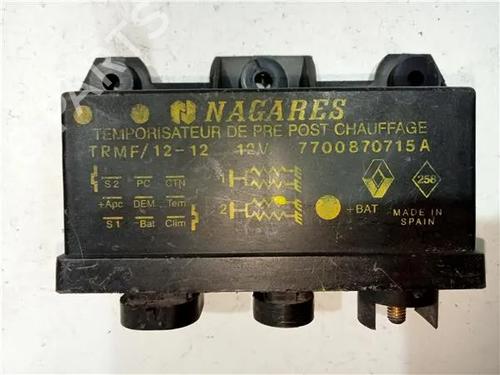 NAGARES
TEMPORISATEUR DE PRE POST CHAUFFAGE
TRMF/12-12 12V 7700870715A
S2 PC CTN 1
+Apc DEM Tem 2 +BAT 258
S1 -Bat Clim MADE IN
SPAIN